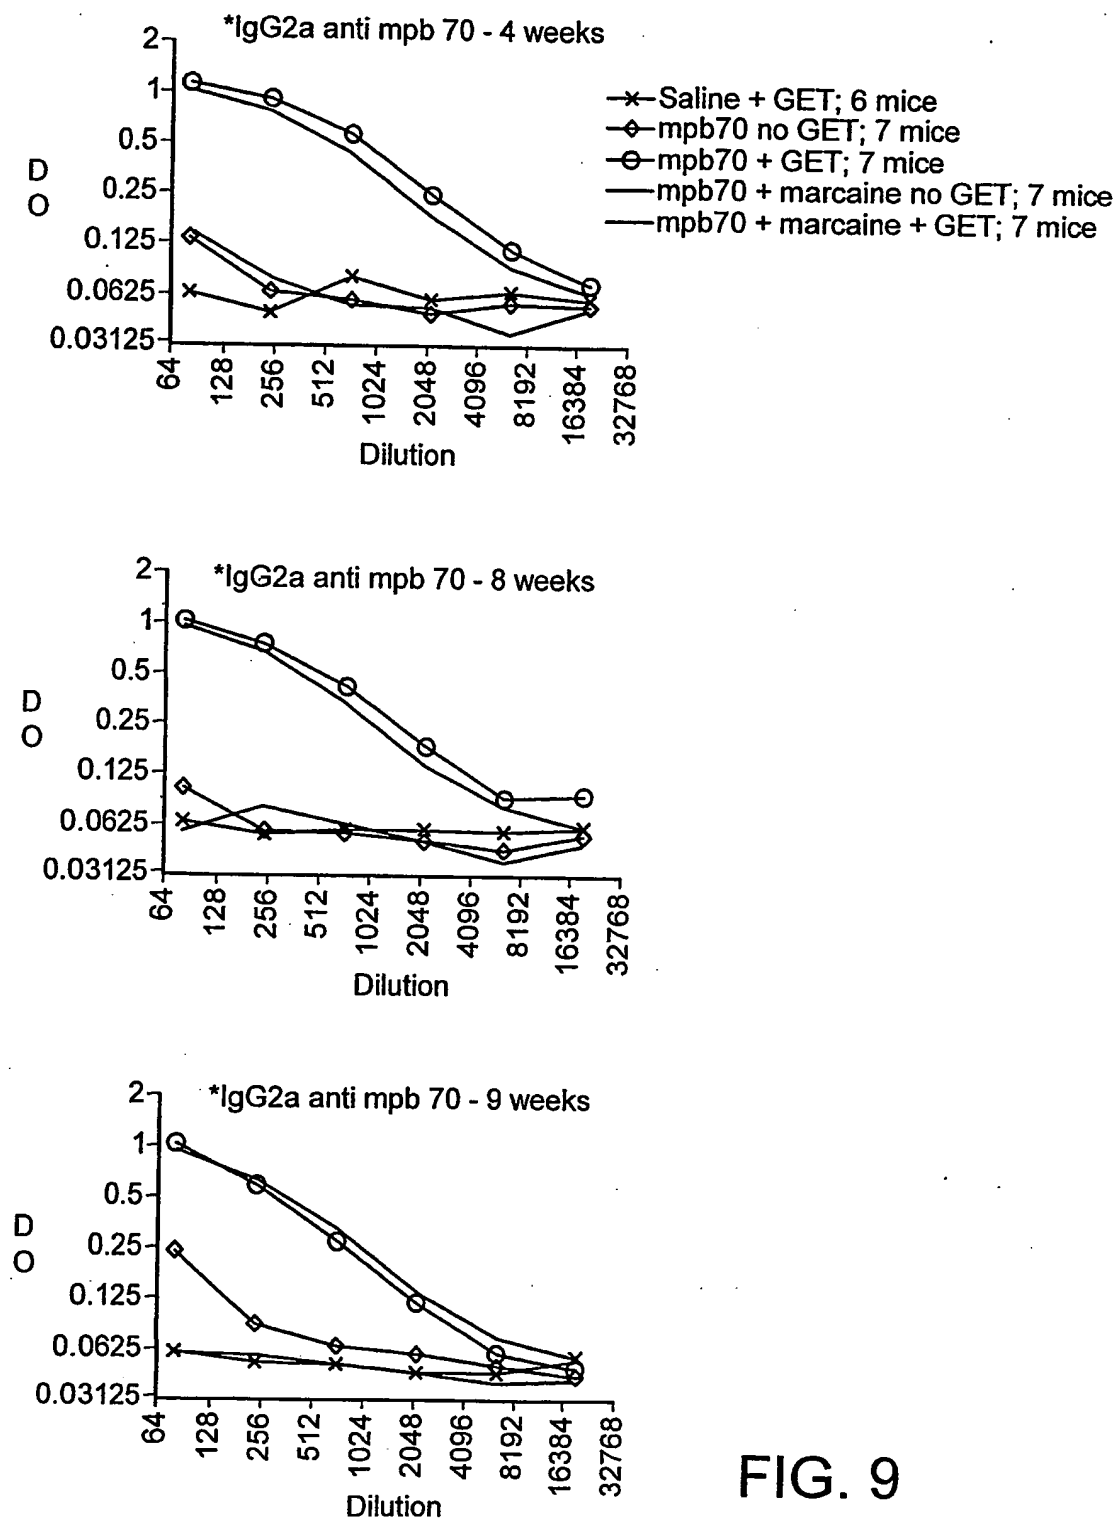 *IgG2a anti mpb 70 - 4 weeks
2
1
0.5
0.25
0.125
0.0625
0.03125
D
O
64
128
256
512
1024
2048
4096
8192
16384
32768
Dilution
Saline + GET; 6 mice
mpb70 no GET; 7 mice
mpb70 + GET; 7 mice
mpb70 + marcaine no GET; 7 mice
mpb70 + marcaine + GET; 7 mice
*IgG2a anti mpb 70 - 8 weeks
2
1
0.5
0.25
0.125
0.0625
0.03125
D
O
64
128
256
512
1024
2048
4096
8192
16384
32768
Dilution
*IgG2a anti mpb 70 - 9 weeks
2
1
0.5
0.25
0.125
0.0625
0.03125
D
O
64
128
256
512
1024
2048
4096
8192
16384
32768
Dilution
FIG. 9